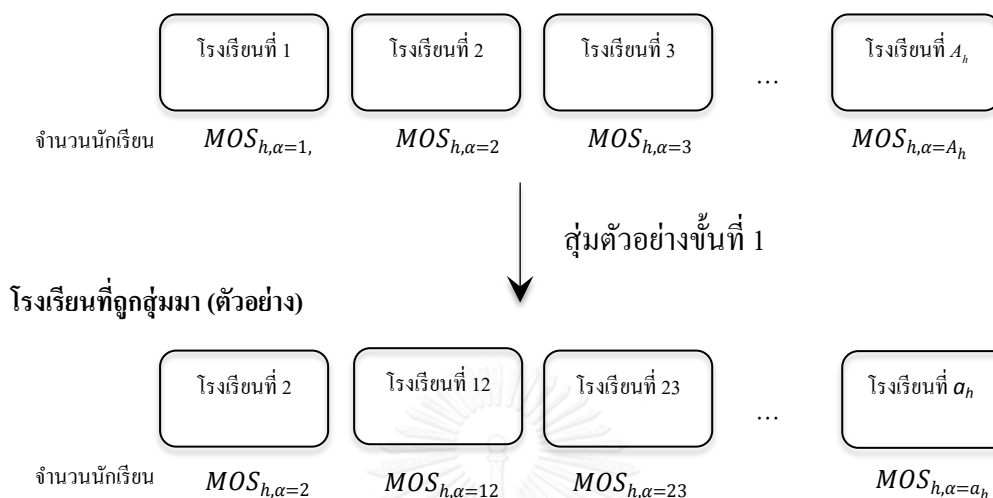 โรงเรียนที่ 1 โรงเรียนที่ 2 โรงเรียนที่ 3 … โรงเรียนที่ A_h
จำนวนนักเรียน MOS_{h,α=1,} MOS_{h,α=2} MOS_{h,α=3} MOS_{h,α=A_h}
สุ่มตัวอย่างขั้นที่ 1
โรงเรียนที่ถูกสุ่มมา (ตัวอย่าง)
โรงเรียนที่ 2 โรงเรียนที่ 12 โรงเรียนที่ 23 … โรงเรียนที่ a_h
จำนวนนักเรียน MOS_{h,α=2} MOS_{h,α=12} MOS_{h,α=23} MOS_{h,α=a_h}